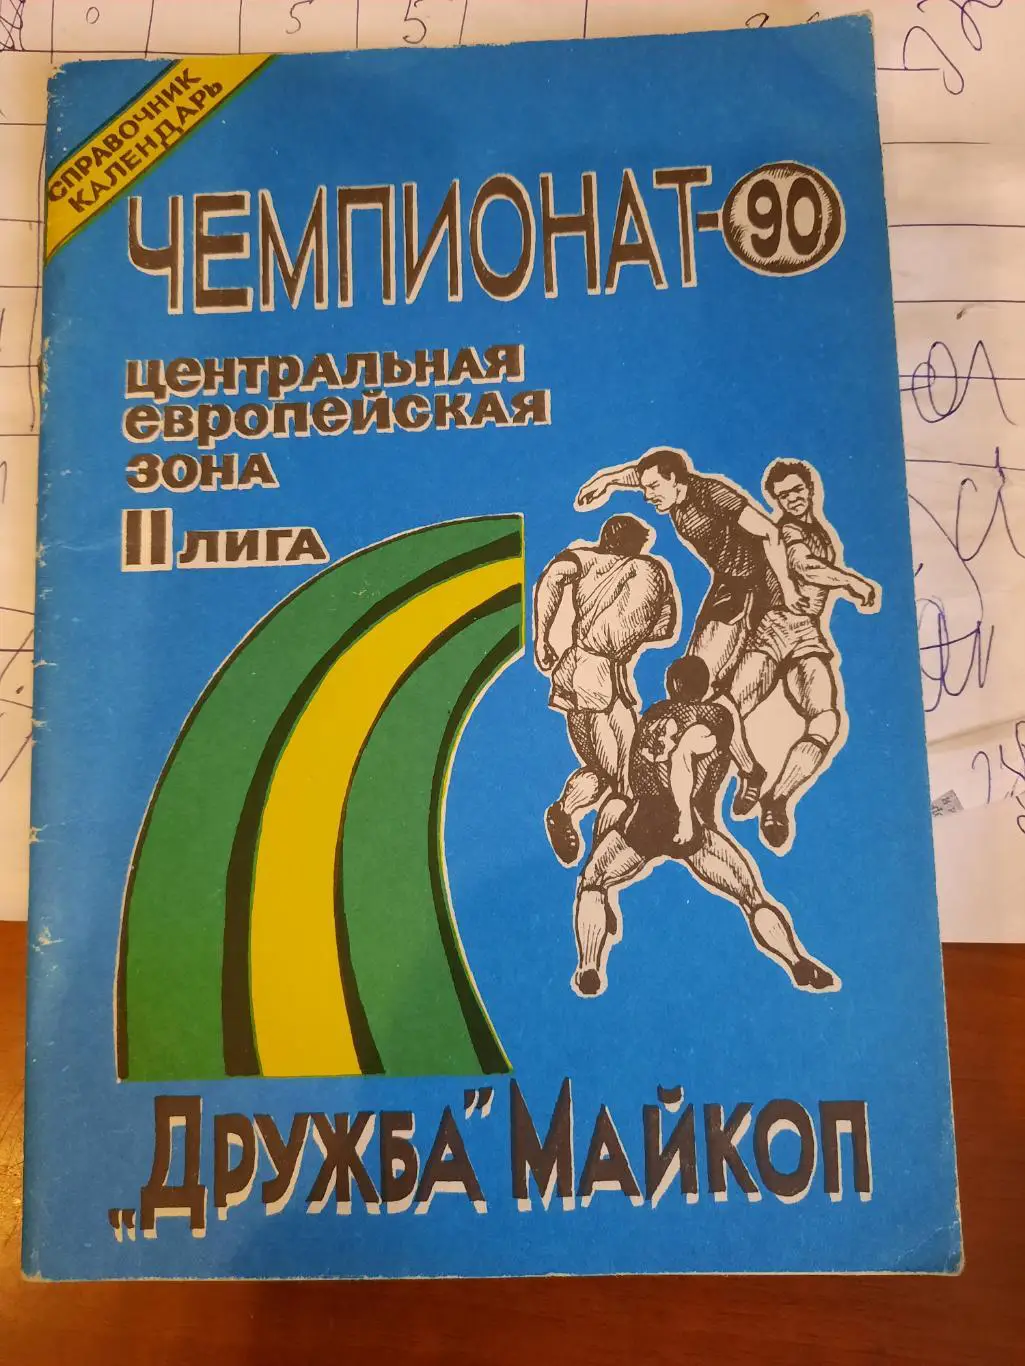 СПРАВОЧНИК
КАЛЕНДАРЬ
ЧЕМПИОНАТ-90
ЦЕНТРАЛЬНАЯ
ЕВРОПЕЙСКАЯ
ЗОНА
II ЛИГА
„ДРУЖБА” МАЙКОП